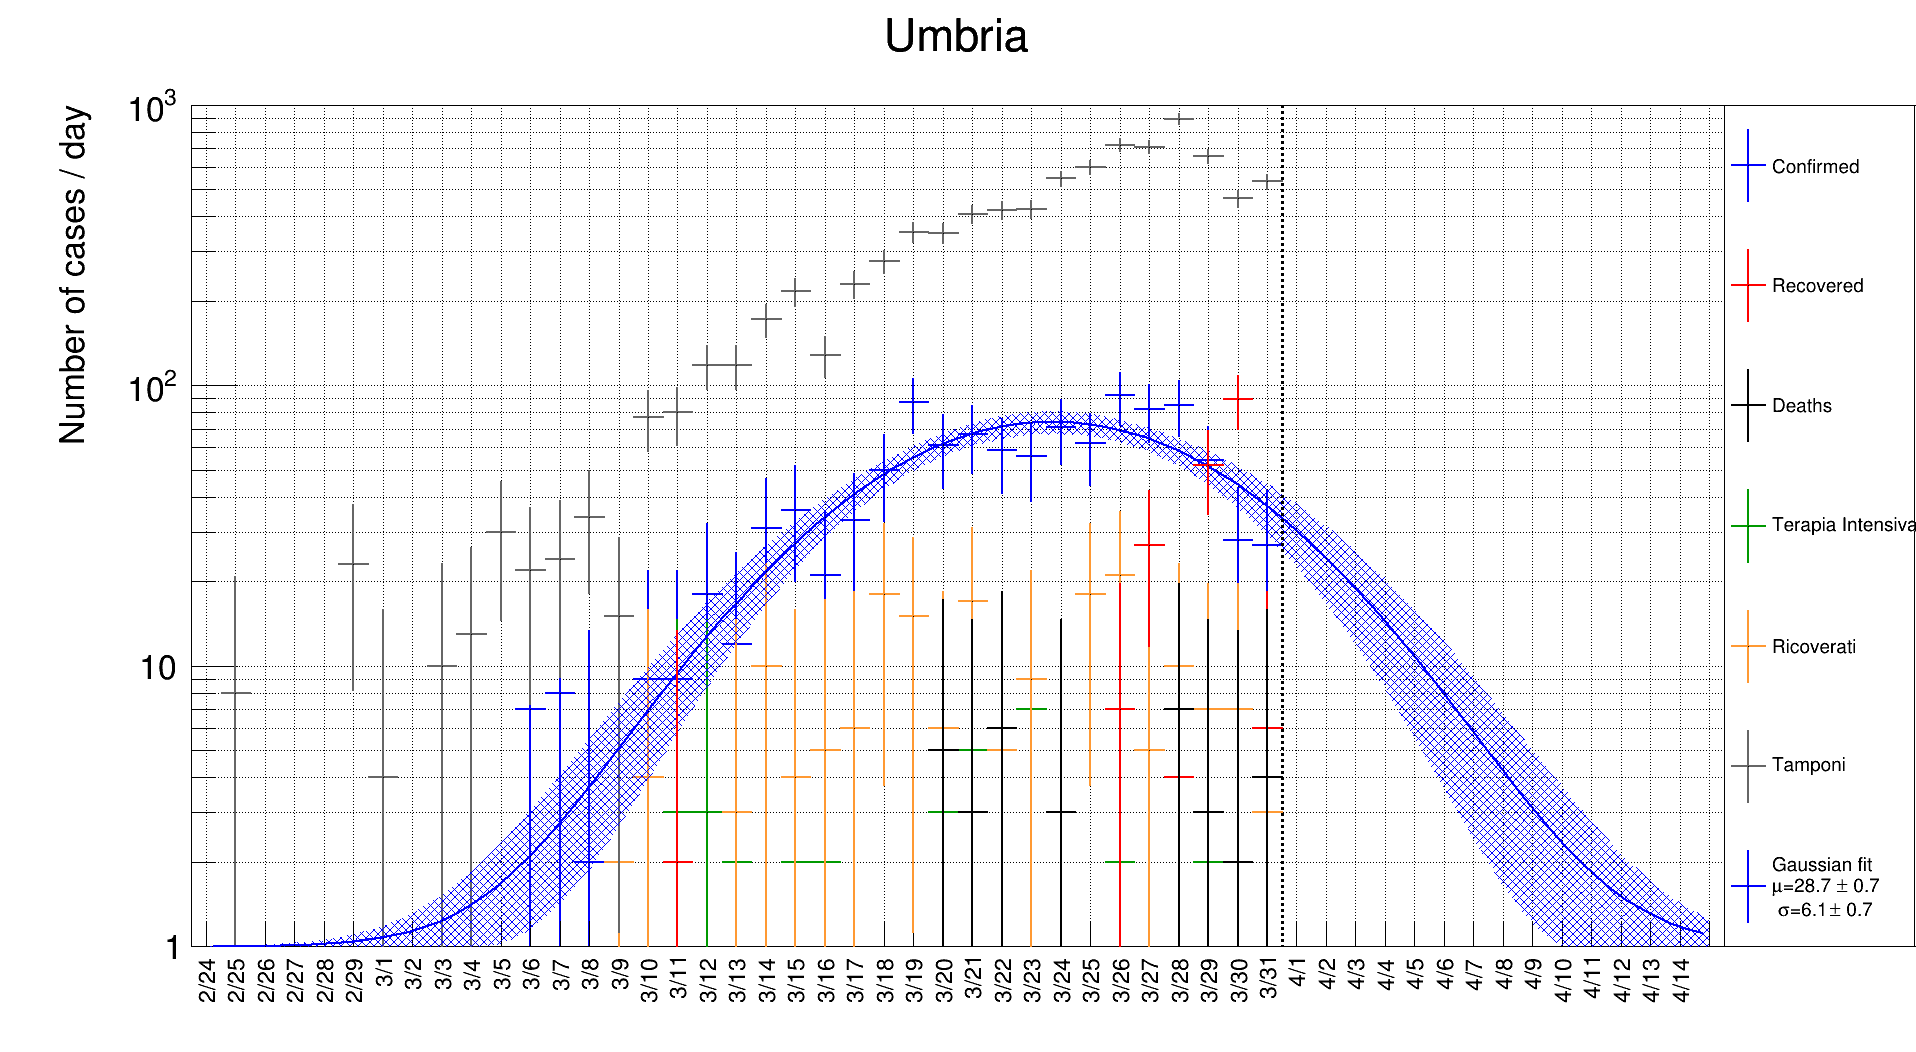 Umbria
Number of cases / day
10³
10²
10
1
2/24 2/25 2/26 2/27 2/28 2/29 3/1 3/2 3/3 3/4 3/5 3/6 3/7 3/8 3/9 3/10 3/11 3/12 3/13 3/14 3/15 3/16 3/17 3/18 3/19 3/20 3/21 3/22 3/23 3/24 3/25 3/26 3/27 3/28 3/29 3/30 3/31 4/1 4/2 4/3 4/4 4/5 4/6 4/7 4/8 4/9 4/10 4/11 4/12 4/13 4/14
Confirmed
Recovered
Deaths
Terapia Intensiva
Ricoverati
Tamponi
Gaussian fit
μ=28.7 ± 0.7
σ=6.1 ± 0.7